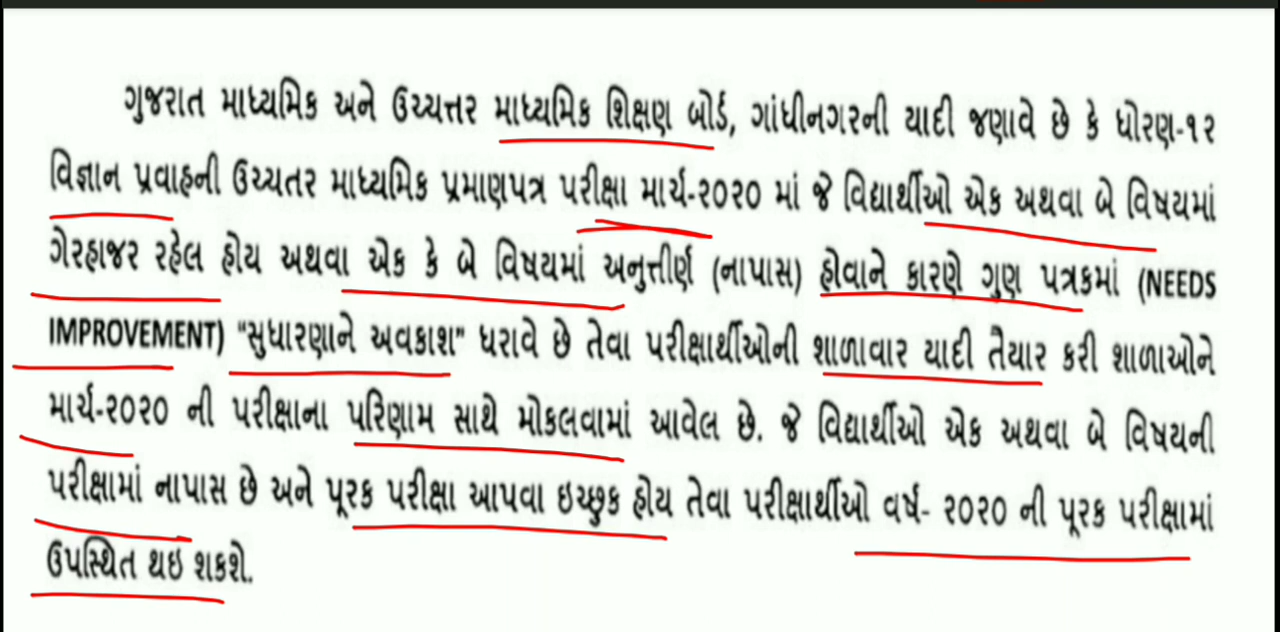 ગુજરાત માધ્યમિક અને ઉચ્ચત્તર માધ્યમિક શિક્ષણ બોર્ડ, ગાંધીનગરની યાદી જણાવે છે કે ધોરણ-૧૨
વિજ્ઞાન પ્રવાહની ઉચ્યતર માધ્યમિક પ્રમાણપત્ર પરીક્ષા માર્ચ-૨૦૨૦ માં જે વિદ્યાર્થીઓ એક અથવા બે વિષયમાં
ગેરહાજર રહેલ હોય અથવા એક કે બે વિષયમાં અનુત્તીર્ણ (નાપાસ) હોવાને કારણે ગુણ પત્રકમાં (NEEDS
IMPROVEMENT) "સુધારણાને અવકાશ" ધરાવે છે તેવા પરીક્ષાર્થીઓની શાળાવાર યાદી તૈયાર કરી શાળાઓને
માર્ચ-૨૦૨૦ ની પરીક્ષાના પરિણામ સાથે મોકલવામાં આવેલ છે. જે વિદ્યાર્થીઓ એક અથવા બે વિષયની
પરીક્ષામાં નાપાસ છે અને પૂરક પરીક્ષા આપવા ઇચ્છુક હોય તેવા પરીક્ષાર્થીઓ વર્ષ- ૨૦૨૦ ની પૂરક પરીક્ષામાં
ઉપસ્થિત થઇ શકશે.